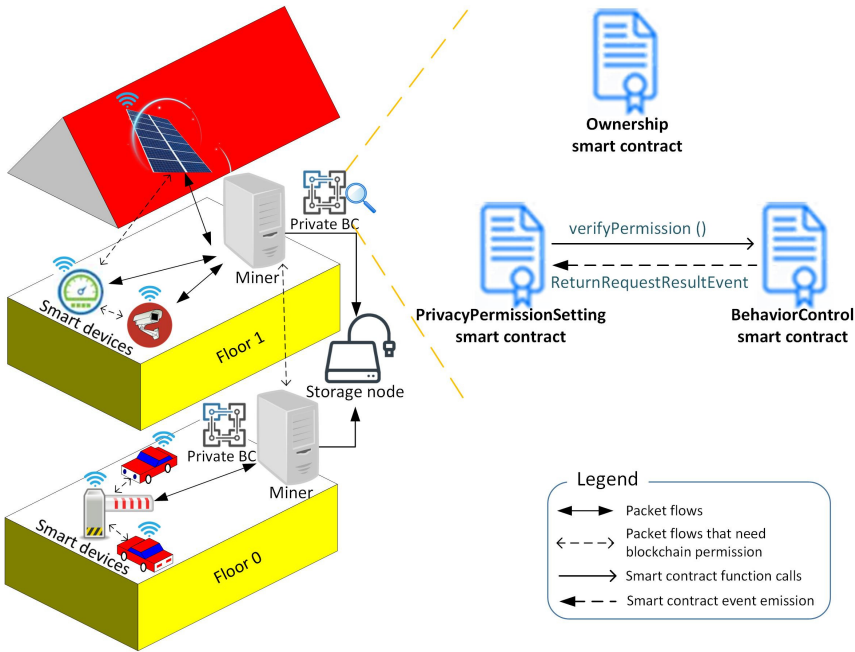 Ownership
smart contract
Private BC
Miner
verifyPermission ()
ReturnRequestResultEvent
PrivacyPermissionSetting
smart contract
BehaviorControl
smart contract
Smart devices
Floor 1
Storage node
Private BC
Miner
Smart devices
Floor 0
Legend
Packet flows
Packet flows that need
blockchain permission
Smart contract function calls
Smart contract event emission